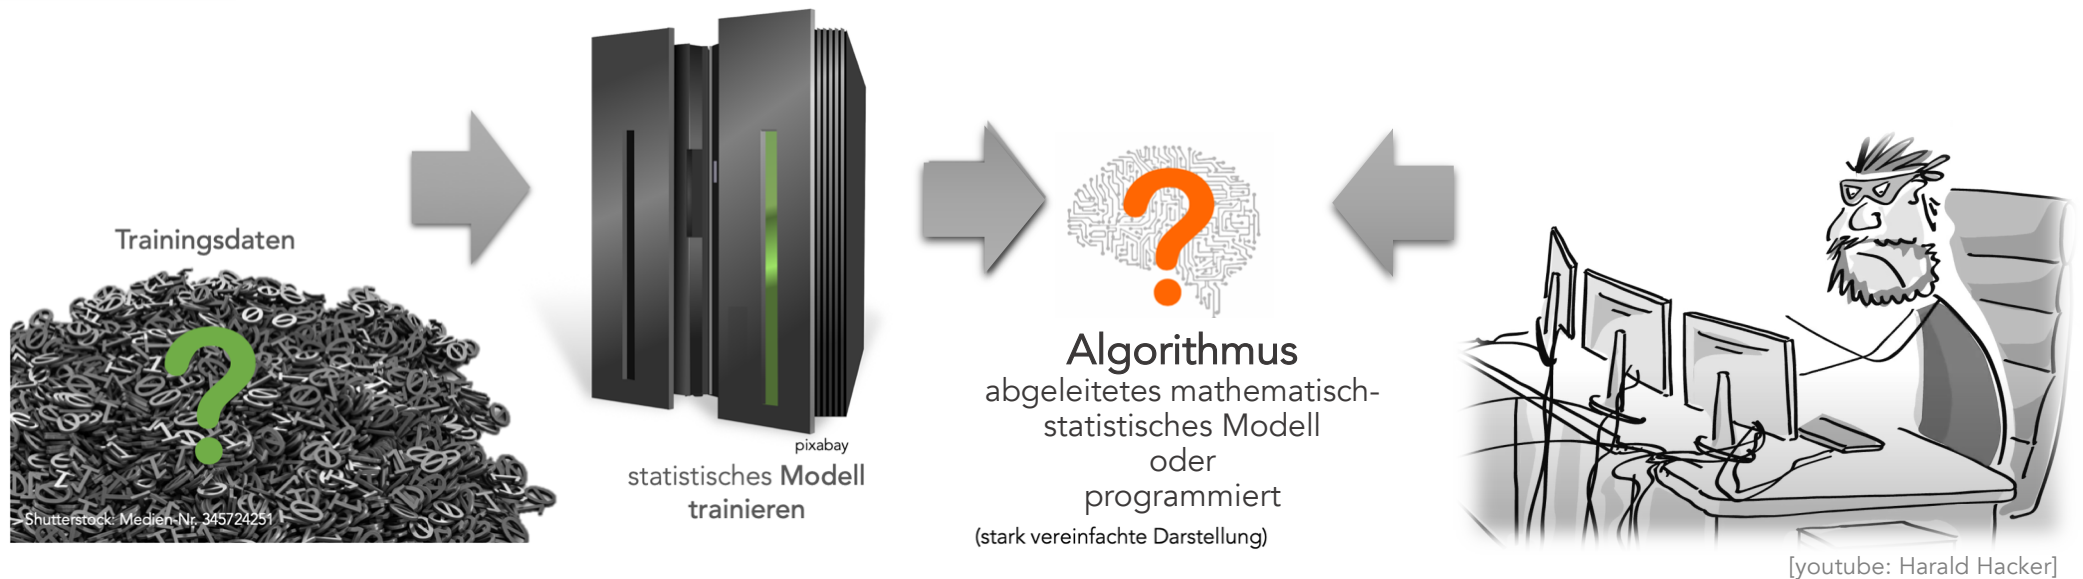 Trainingsdaten
Shutterstock: Medien-Nr. 345724251
pixabay
statistisches Modell
trainieren
Algorithmus
abgeleitetes mathematisch-
statistisches Modell
oder
programmiert
(stark vereinfachte Darstellung)
[youtube: Harald Hacker]